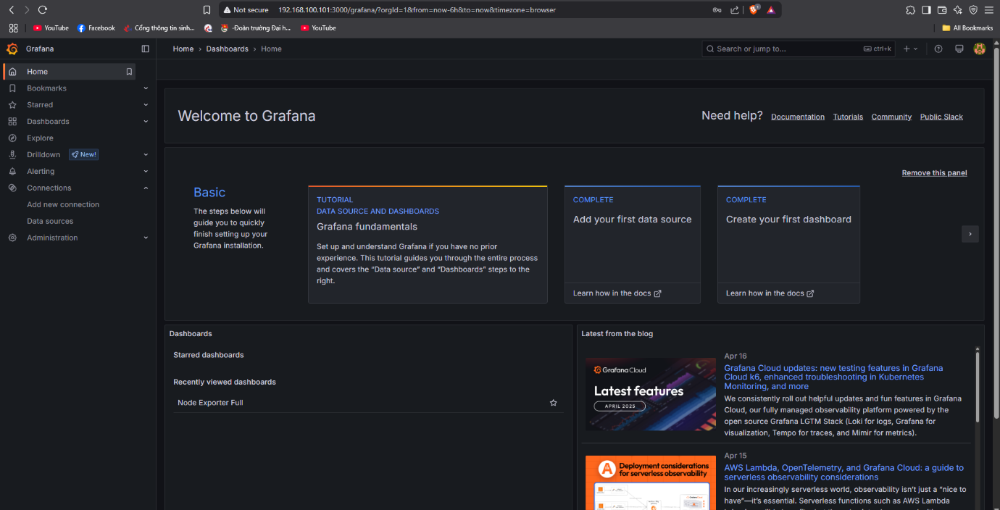 Not secure 192.168.100.101:3000/grafana/?orgId=1&from=now-6h&to=now&timezone=browser
YouTube Facebook Cổng thông tin sinh... -Đoàn trường Đại h... YouTube All Bookmarks
Grafana
Home › Dashboards › Home
Search or jump to... ctrl+k
Home
Bookmarks
Starred
Dashboards
Explore
Drilldown New!
Alerting
Connections
Add new connection
Data sources
Administration
Welcome to Grafana
Need help? Documentation Tutorials Community Public Slack
Remove this panel
Basic
The steps below will
guide you to quickly
finish setting up your
Grafana installation.
TUTORIAL
DATA SOURCE AND DASHBOARDS
Grafana fundamentals
Set up and understand Grafana if you have no prior
experience. This tutorial guides you through the entire process
and covers the “Data source” and “Dashboards” steps to the
right.
COMPLETE
Add your first data source
Learn how in the docs
COMPLETE
Create your first dashboard
Learn how in the docs
Dashboards
Starred dashboards
Recently viewed dashboards
Node Exporter Full
Latest from the blog
Grafana Cloud
Latest features
APRIL 2025
Apr 16
Grafana Cloud updates: new testing features in Grafana
Cloud k6, enhanced troubleshooting in Kubernetes
Monitoring, and more
We consistently roll out helpful updates and fun features in Grafana
Cloud, our fully managed observability platform powered by the
open source Grafana LGTM Stack (Loki for logs, Grafana for
visualization, Tempo for traces, and Mimir for metrics).
Deployment considerations
for serverless observability
Apr 15
AWS Lambda, OpenTelemetry, and Grafana Cloud: a guide to
serverless observability considerations
In our increasingly serverless world, observability isn’t just a “nice to
have”—it’s essential. Serverless functions such as AWS Lambda